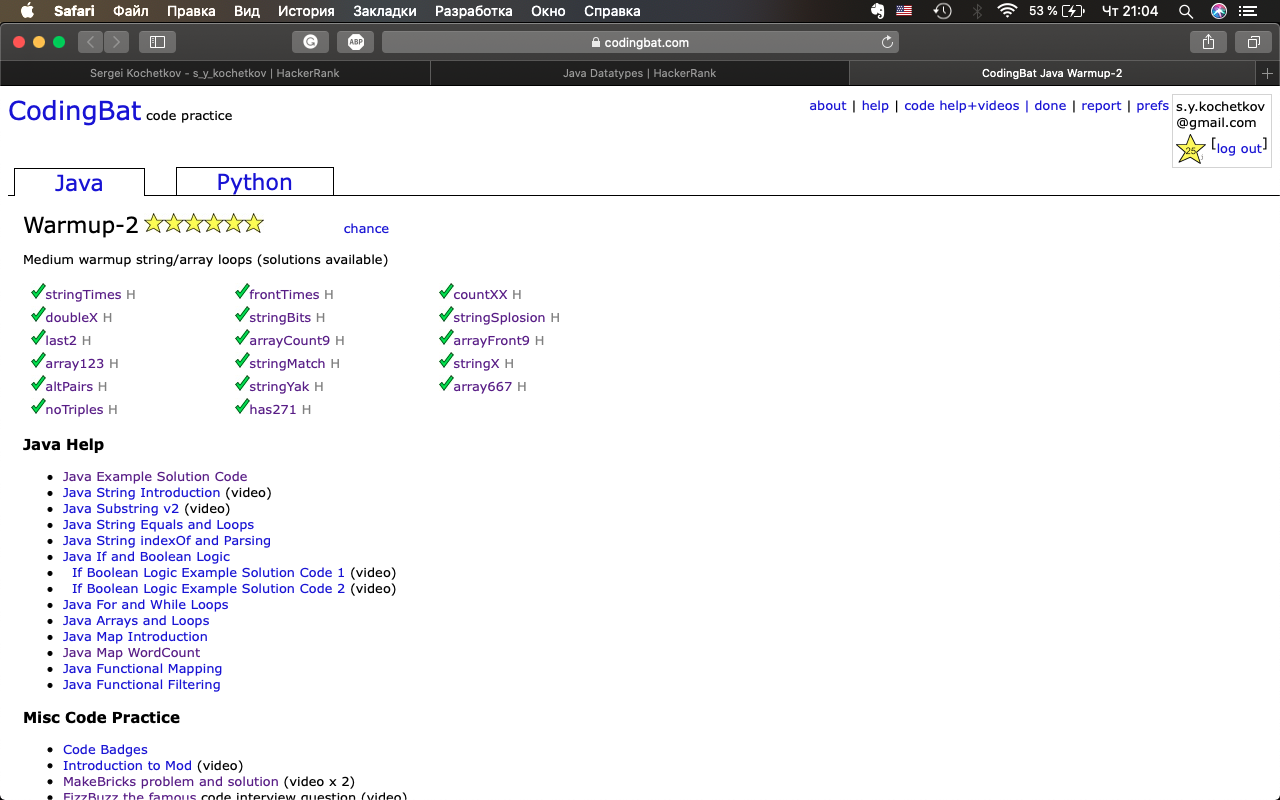 Safari Файл Правка Вид История Закладки Разработка Окно Справка 53 % Чт 21:04
ABP codingbat.com
Sergei Kochetkov - s_y_kochetkov | HackerRank Java Datatypes | HackerRank CodingBat Java Warmup-2
CodingBat code practice
about | help | code help+videos | done | report | prefs
s.y.kochetkov
@gmail.com
25 [log out]
Java Python
Warmup-2 chance
Medium warmup string/array loops (solutions available)
stringTimes H frontTimes H countXX H
doubleX H stringBits H stringSplosion H
last2 H arrayCount9 H arrayFront9 H
array123 H stringMatch H stringX H
altPairs H stringYak H array667 H
noTriples H has271 H
Java Help
• Java Example Solution Code
• Java String Introduction (video)
• Java Substring v2 (video)
• Java String Equals and Loops
• Java String indexOf and Parsing
• Java If and Boolean Logic
• If Boolean Logic Example Solution Code 1 (video)
• If Boolean Logic Example Solution Code 2 (video)
• Java For and While Loops
• Java Arrays and Loops
• Java Map Introduction
• Java Map WordCount
• Java Functional Mapping
• Java Functional Filtering
Misc Code Practice
• Code Badges
• Introduction to Mod (video)
• MakeBricks problem and solution (video x 2)
• FizzBuzz the famous code interview question (video)